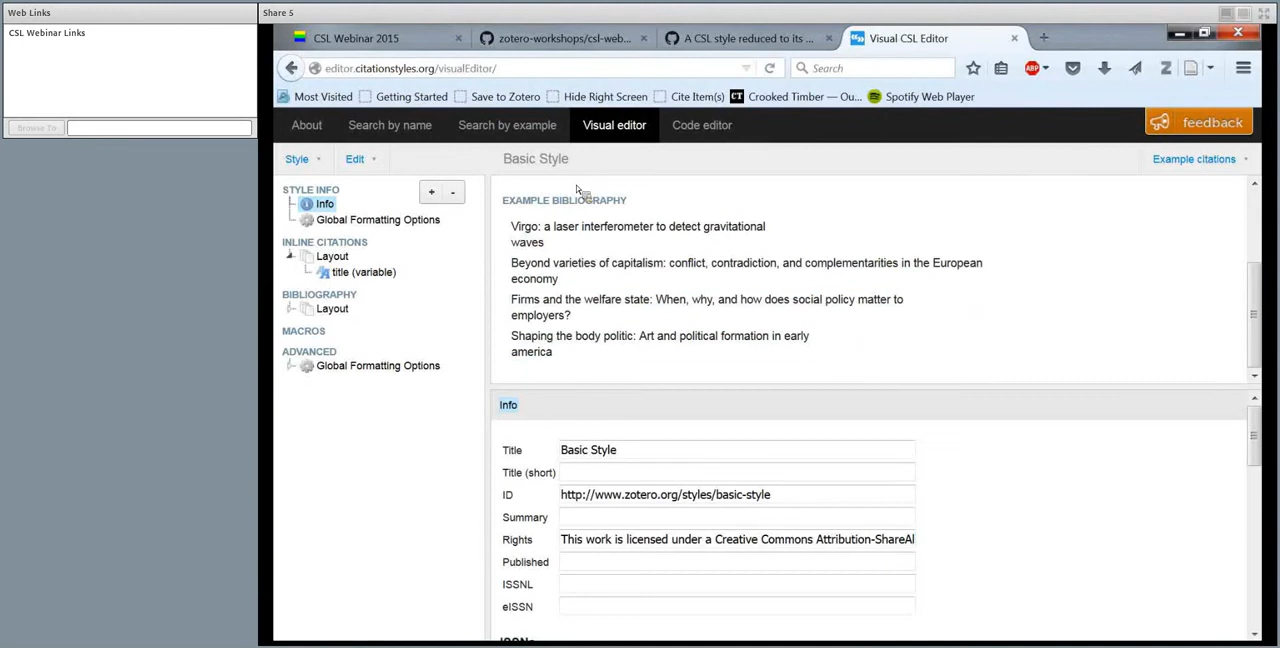 Web Links
CSL Webinar Links
Browse To
Share 5
CSL Webinar 2015
zotero-workshops/csl-web...
A CSL style reduced to its ...
Visual CSL Editor
editor.citationstyles.org/visualEditor/
Search
ABP
Most Visited
Getting Started
Save to Zotero
Hide Right Screen
Cite Item(s)
CT Crooked Timber — Ou...
Spotify Web Player
About
Search by name
Search by example
Visual editor
Code editor
feedback
Style
Edit
Basic Style
Example citations
STYLE INFO
+
-
Info
Global Formatting Options
INLINE CITATIONS
Layout
title (variable)
BIBLIOGRAPHY
Layout
MACROS
ADVANCED
Global Formatting Options
EXAMPLE BIBLIOGRAPHY
Virgo: a laser interferometer to detect gravitational
waves
Beyond varieties of capitalism: conflict, contradiction, and complementarities in the European
economy
Firms and the welfare state: When, why, and how does social policy matter to
employers?
Shaping the body politic: Art and political formation in early
america
Info
Title Basic Style
Title (short)
ID http://www.zotero.org/styles/basic-style
Summary
Rights This work is licensed under a Creative Commons Attribution-ShareAl
Published
ISSNL
eISSN